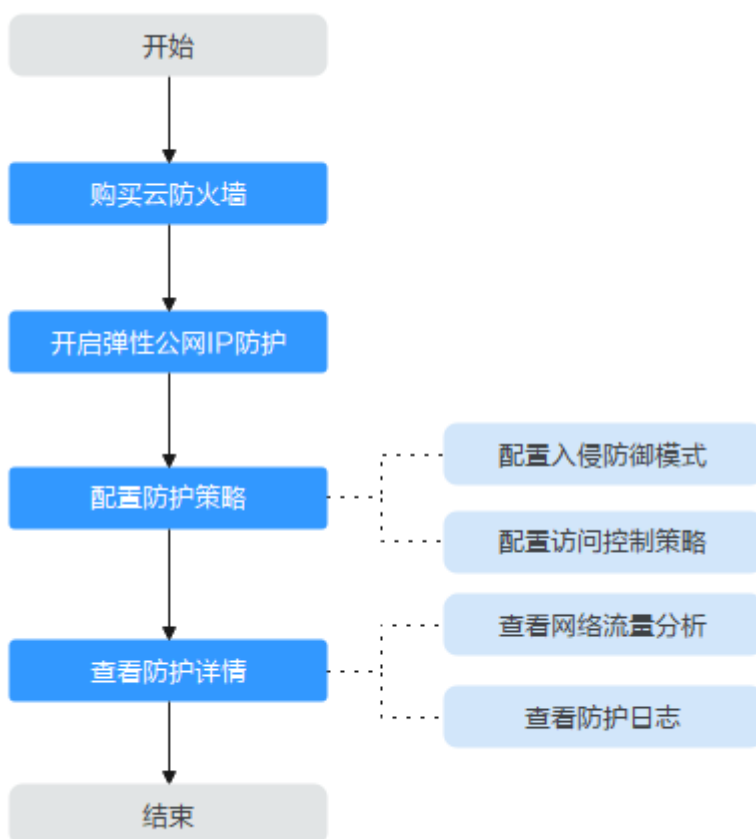 开始
购买云防火墙
开启弹性公网IP防护
配置防护策略
配置入侵防御模式
配置访问控制策略
查看防护详情
查看网络流量分析
查看防护日志
结束